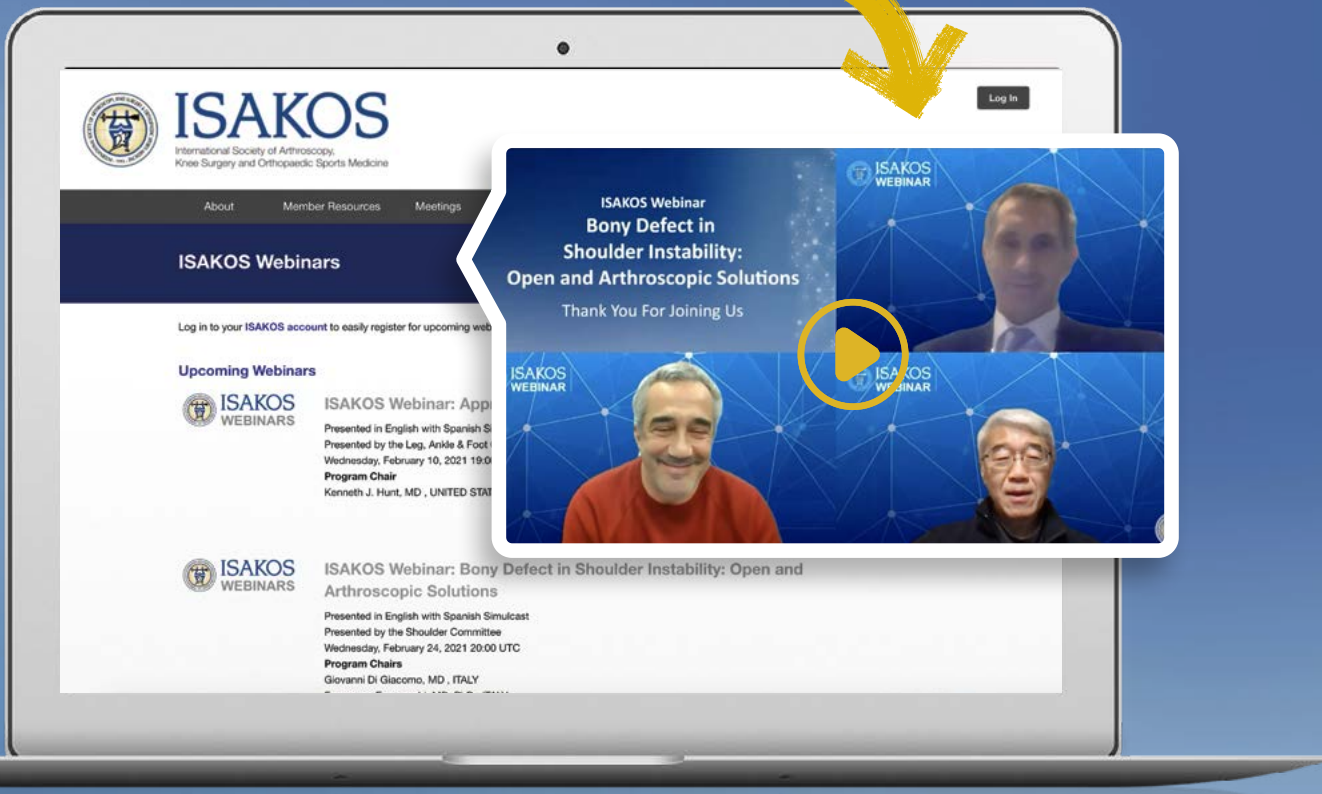 ISAKOS
International Society of Arthroscopy,
Knee Surgery and Orthopaedic Sports Medicine
Log In
About
Member Resources
Meetings
ISAKOS Webinars
Log in to your ISAKOS account to easily register for upcoming web
Upcoming Webinars
ISAKOS
WEBINARS
ISAKOS Webinar: App
Presented in English with Spanish S
Presented by the Leg, Ankle & Foot
Wednesday, February 10, 2021 19:0
Program Chair
Kenneth J. Hunt, MD , UNITED STAT
ISAKOS
WEBINARS
ISAKOS Webinar: Bony Defect in Shoulder Instability: Open and
Arthroscopic Solutions
Presented in English with Spanish Simulcast
Presented by the Shoulder Committee
Wednesday, February 24, 2021 20:00 UTC
Program Chairs
Giovanni Di Giacomo, MD , ITALY
ISAKOS Webinar
Bony Defect in
Shoulder Instability:
Open and Arthroscopic Solutions
Thank You For Joining Us
ISAKOS
WEBINAR
ISAKOS
WEBINAR
ISAKOS
WEBINAR